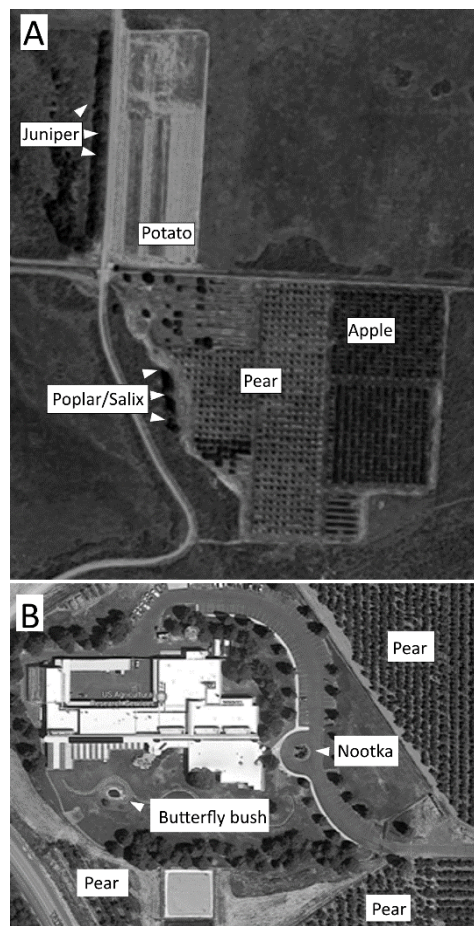 A
Juniper
Potato
Apple
Pear
Poplar/Salix
B
US Agricultural
Research Service
Pear
Nootka
Butterfly bush
Pear
Pear